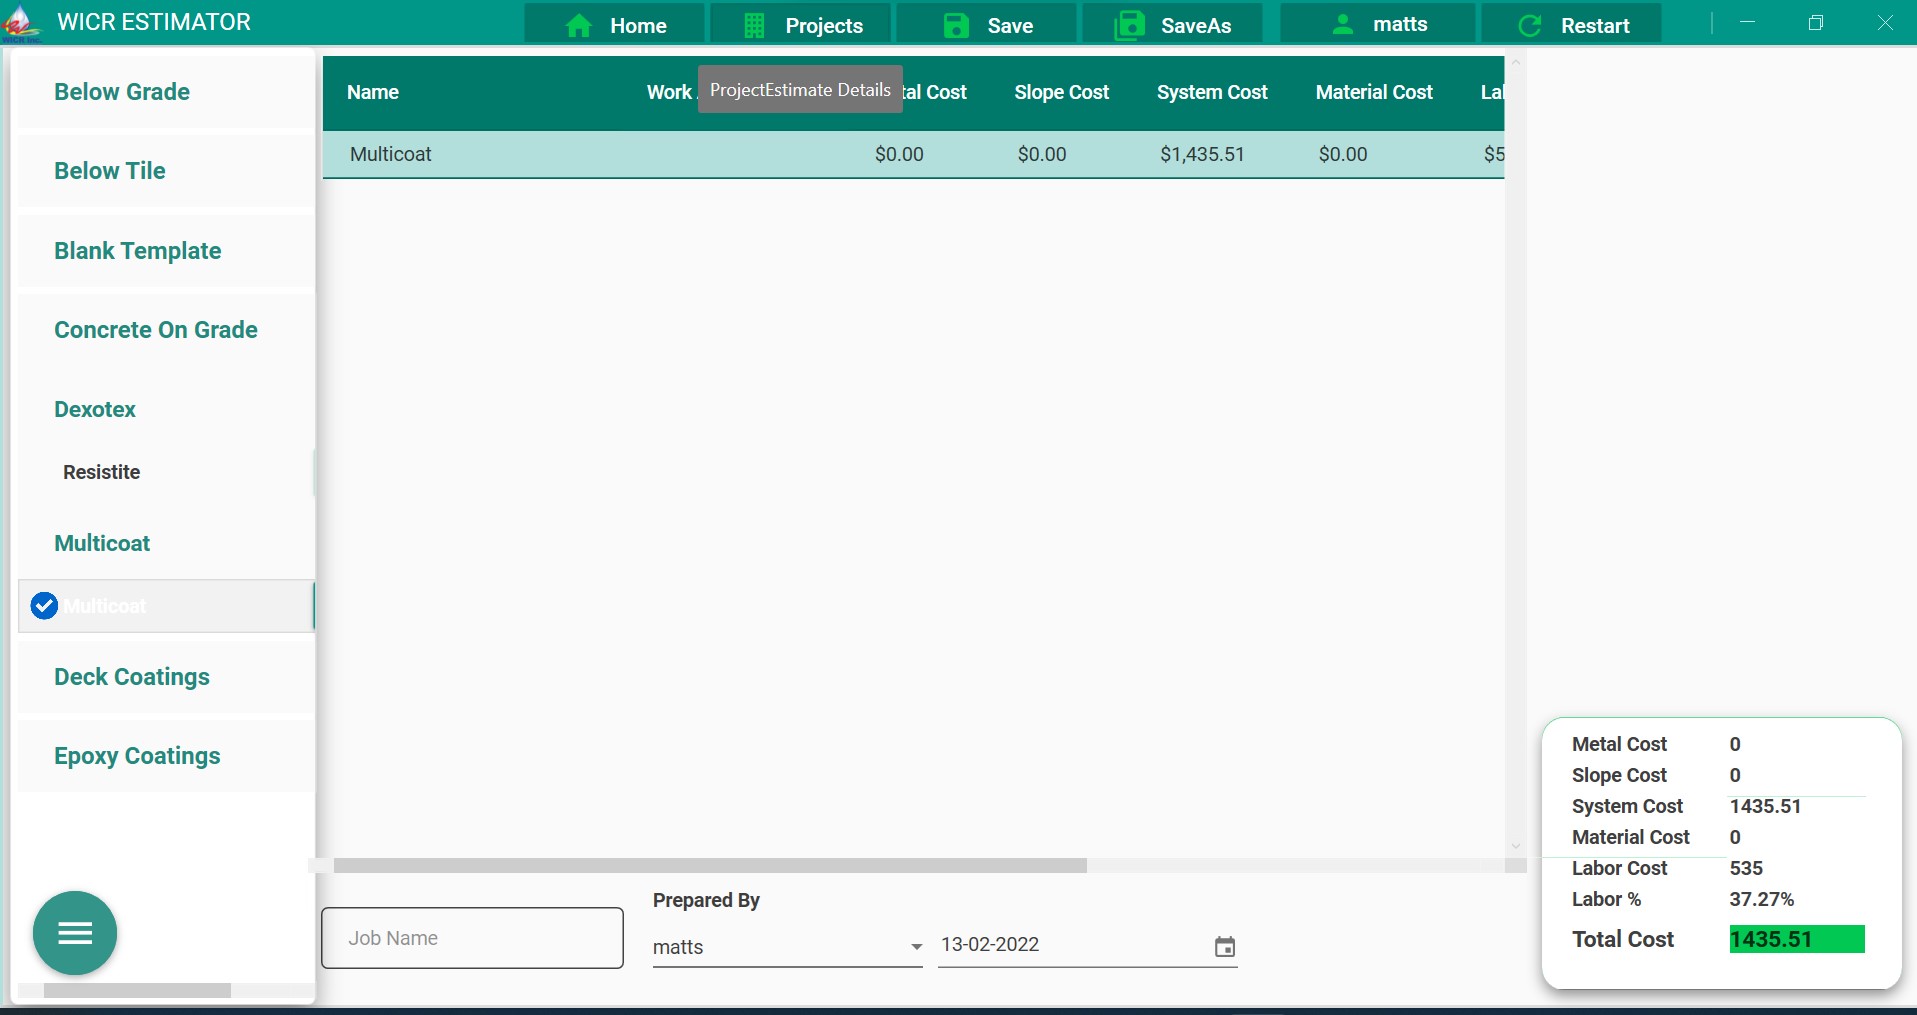 WICR ESTIMATOR
Home
Projects
Save
SaveAs
matts
Restart
Below Grade
Below Tile
Blank Template
Concrete On Grade
Dexotex
Resistite
Multicoat
Multicoat
Deck Coatings
Epoxy Coatings
Name Work tal Cost Slope Cost System Cost Material Cost Lal
ProjectEstimate Details
Multicoat $0.00 $0.00 $1,435.51 $0.00 $5
Job Name
Prepared By
matts
13-02-2022
Metal Cost 0
Slope Cost 0
System Cost 1435.51
Material Cost 0
Labor Cost 535
Labor % 37.27%
Total Cost 1435.51